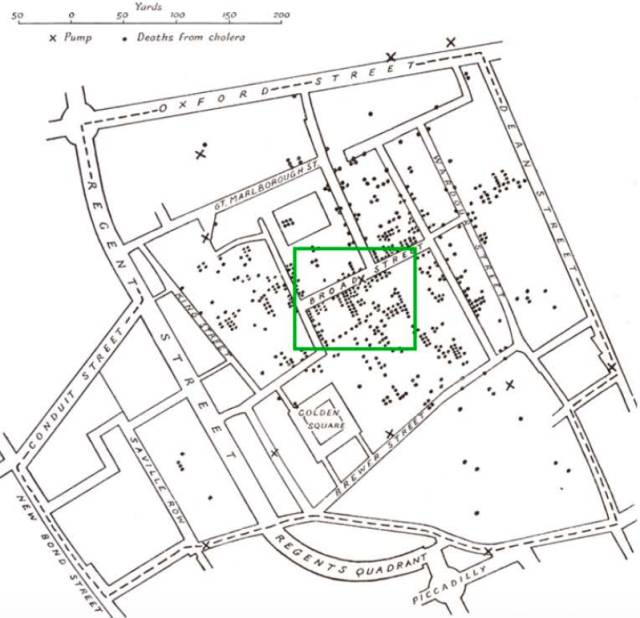 Yards
50 0 50 100 150 200
x Pump • Deaths from cholera
OXFORD STREET
DEAN STREET
REGENT STREET
GT. MARLBOROUGH ST.
WARDOUR STREET
BROAD STREET
KING STREET
CONDUIT STREET
GOLDEN
SQUARE
BREWER STREET
SAVILLE ROW
NEW BOND STREET
REGENTS QUADRANT
PICCADILLY